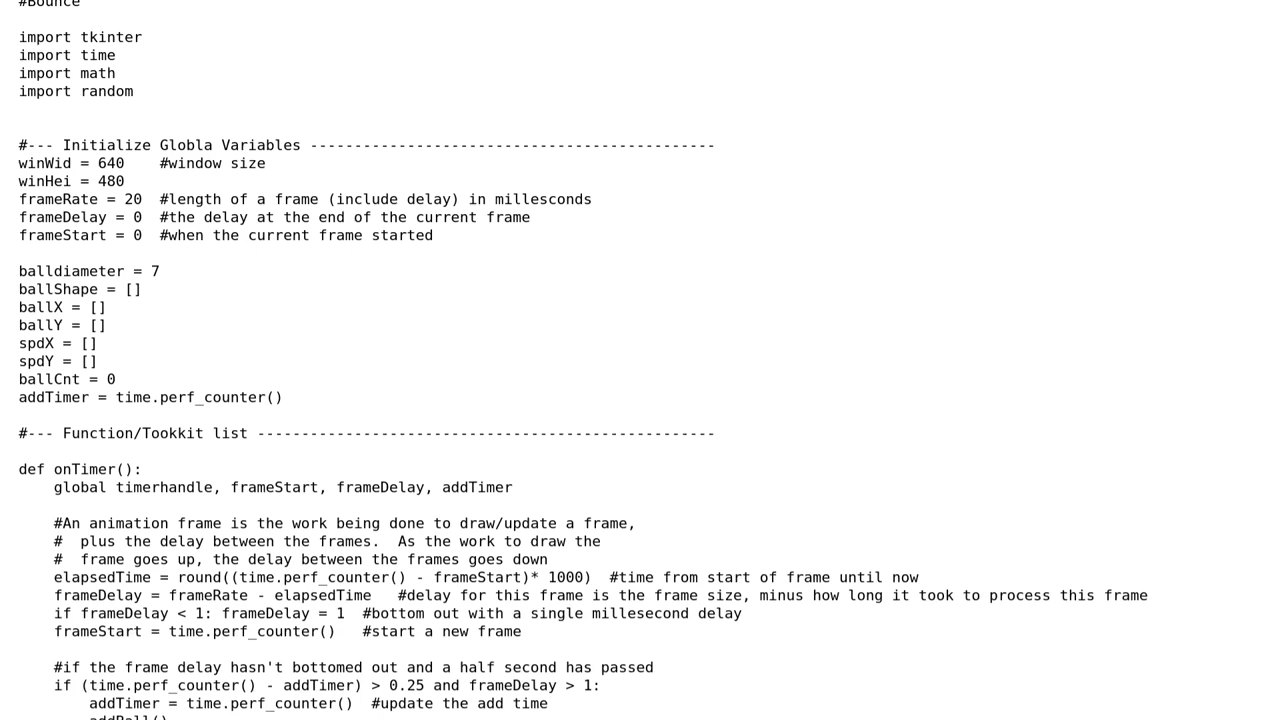 #Bounce

import tkinter
import time
import math
import random


#--- Initialize Globla Variables ----------------------------------------------
winWid = 640    #window size
winHei = 480
frameRate = 20  #length of a frame (include delay) in millesconds
frameDelay = 0  #the delay at the end of the current frame
frameStart = 0  #when the current frame started

balldiameter = 7
ballShape = []
ballX = []
ballY = []
spdX = []
spdY = []
ballCnt = 0
addTimer = time.perf_counter()

#--- Function/Tookkit list ----------------------------------------------------

def onTimer():
    global timerhandle, frameStart, frameDelay, addTimer

    #An animation frame is the work being done to draw/update a frame,
    #  plus the delay between the frames.  As the work to draw the
    #  frame goes up, the delay between the frames goes down
    elapsedTime = round((time.perf_counter() - frameStart)* 1000)  #time from start of frame until now
    frameDelay = frameRate - elapsedTime   #delay for this frame is the frame size, minus how long it took to process this frame
    if frameDelay < 1: frameDelay = 1  #bottom out with a single millesecond delay
    frameStart = time.perf_counter()   #start a new frame

    #if the frame delay hasn't bottomed out and a half second has passed
    if (time.perf_counter() - addTimer) > 0.25 and frameDelay > 1:
        addTimer = time.perf_counter()  #update the add time
        addBall()